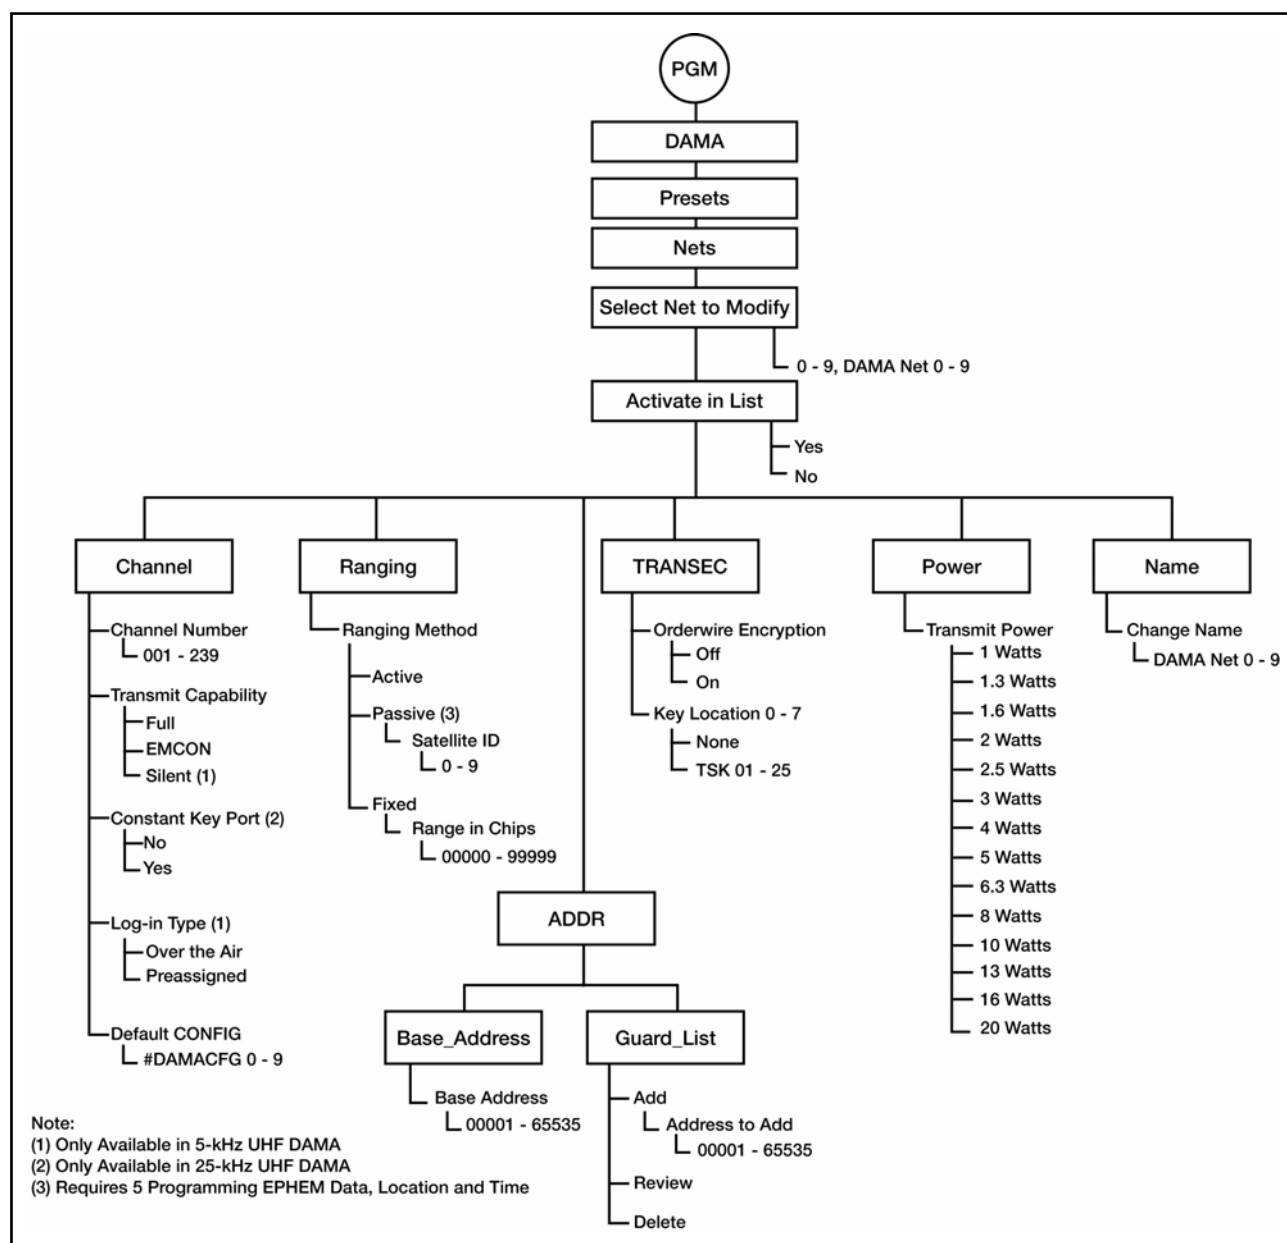 PGM
DAMA
Presets
Nets
Select Net to Modify
0 - 9, DAMA Net 0 - 9
Activate in List
Yes
No
Channel
Channel Number
001 - 239
Transmit Capability
Full
EMCON
Silent (1)
Constant Key Port (2)
No
Yes
Log-in Type (1)
Over the Air
Preassigned
Default CONFIG
#DAMACFG 0 - 9
Ranging
Ranging Method
Active
Passive (3)
Satellite ID
0 - 9
Fixed
Range in Chips
00000 - 99999
ADDR
Base_Address
Base Address
00001 - 65535
Guard_List
Add
Address to Add
00001 - 65535
Review
Delete
TRANSEC
Orderwire Encryption
Off
On
Key Location 0 - 7
None
TSK 01 - 25
Power
Transmit Power
1 Watts
1.3 Watts
1.6 Watts
2 Watts
2.5 Watts
3 Watts
4 Watts
5 Watts
6.3 Watts
8 Watts
10 Watts
13 Watts
16 Watts
20 Watts
Name
Change Name
DAMA Net 0 - 9
Note:
(1) Only Available in 5-kHz UHF DAMA
(2) Only Available in 25-kHz UHF DAMA
(3) Requires 5 Programming EPHEM Data, Location and Time